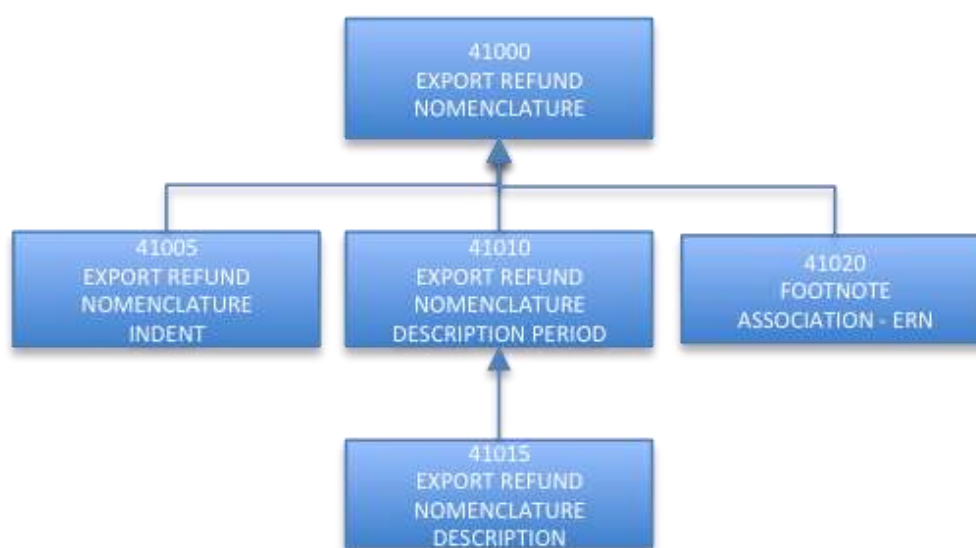 41000
EXPORT REFUND
NOMENCLATURE
41005
EXPORT REFUND
NOMENCLATURE
INDENT
41010
EXPORT REFUND
NOMENCLATURE
DESCRIPTION PERIOD
41020
FOOTNOTE
ASSOCIATION - ERN
41015
EXPORT REFUND
NOMENCLATURE
DESCRIPTION